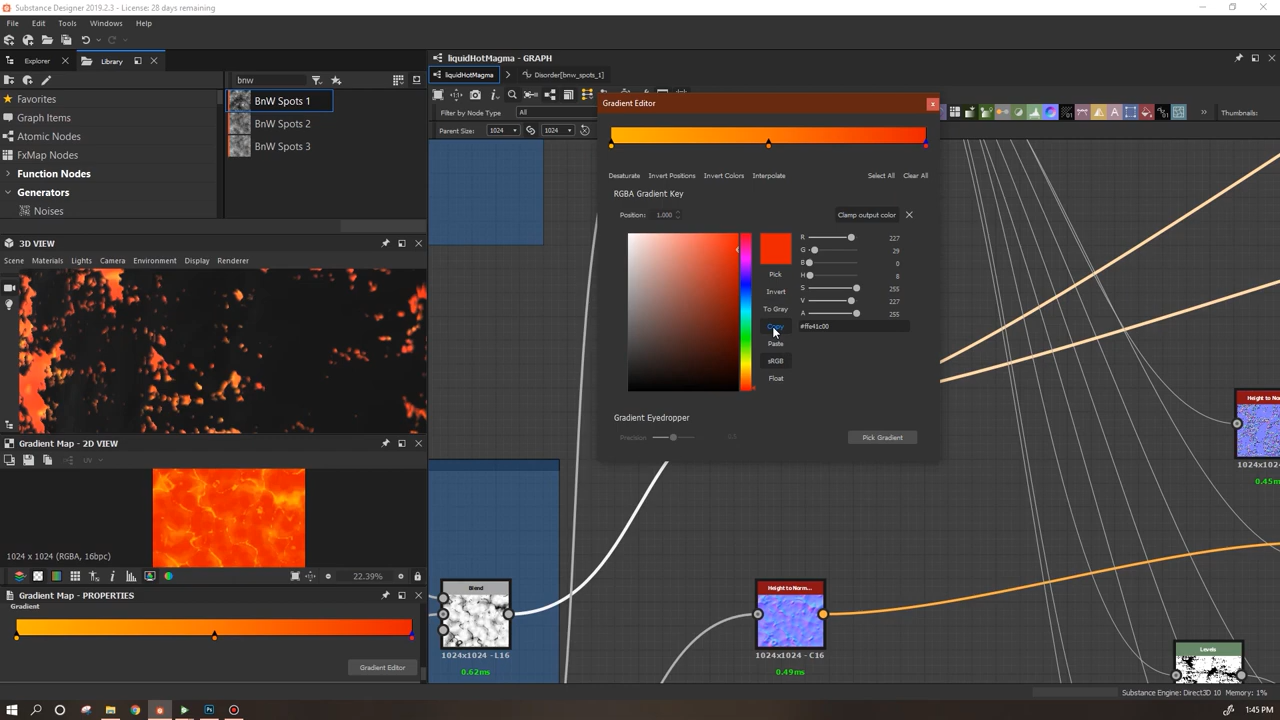 Substance Designer 2019.2.3 - License: 28 days remaining
File Edit Tools Windows Help
Explorer Library
bnw
Favorites
Graph Items
Atomic Nodes
FxMap Nodes
Function Nodes
Generators
Noises
BnW Spots 1
BnW Spots 2
BnW Spots 3
liquidHotMagma - GRAPH
liquidHotMagma Disorder[bnw_spots_1]
Filter by Node Type All
Thumbnails:
Parent Size: 1024 1024
3D VIEW
Scene Materials Lights Camera Environment Display Renderer
Gradient Map - 2D VIEW
UV
1024 x 1024 (RGBA, 16bpc)
22.39%
Gradient Map - PROPERTIES
Gradient
Gradient Editor
Gradient Editor
Desaturate Invert Positions Invert Colors Interpolate Select All Clear All
RGBA Gradient Key
Position: 1.000 Clamp output color
Pick
Invert
To Gray
Copy
Paste
sRGB
Float
R 227
G 29
B 0
H 8
S 255
V 227
A 255
#ffe41c00
Gradient Eyedropper
Precision Pick Gradient
Blend
1024x1024 - L16
0.62ms
Height to Norm...
1024x1024 - C16
0.49ms
Height to No
1024x102
0.45m
Levels
Substance Engine: Direct3D 10 Memory: 1%
1:45 PM